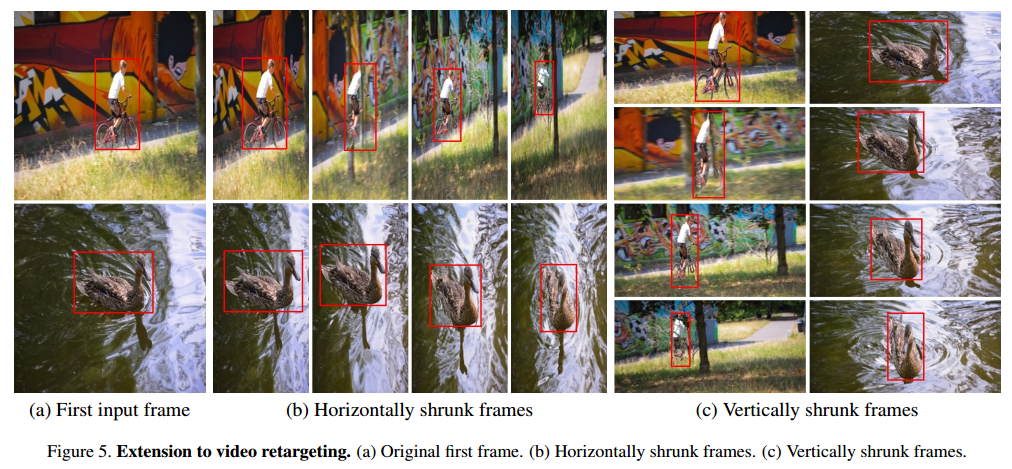 (a) First input frame
(b) Horizontally shrunk frames
(c) Vertically shrunk frames
Figure 5. Extension to video retargeting. (a) Original first frame. (b) Horizontally shrunk frames. (c) Vertically shrunk frames.